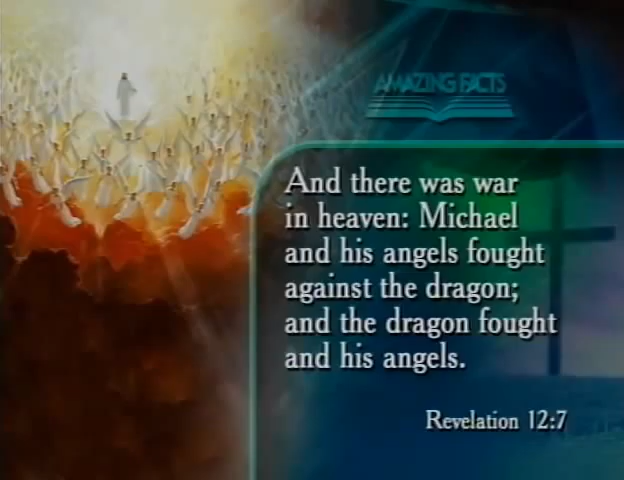 AMAZING FACTS
And there was war
in heaven: Michael
and his angels fought
against the dragon;
and the dragon fought
and his angels.
Revelation 12:7